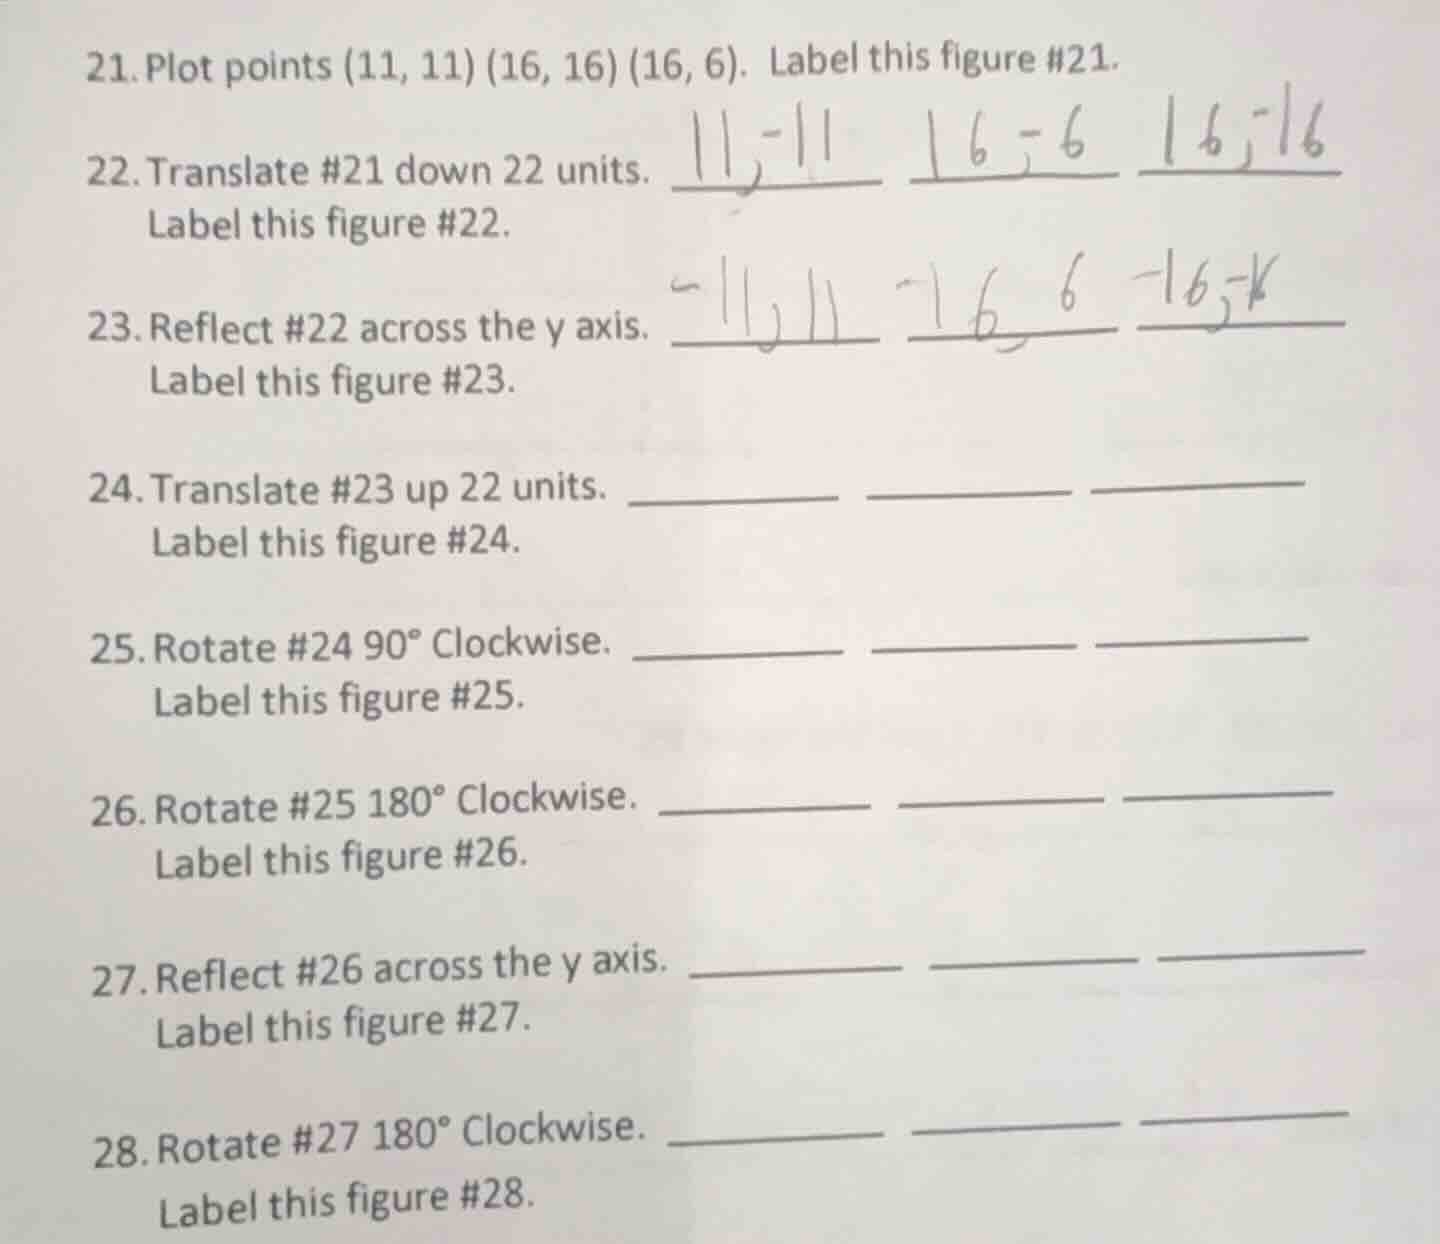 21. Plot points (11, 11) (16, 16) (16, 6). Label this figure #21.
22. Translate #21 down 22 units. 11,-11 16,-6 16,-16
Label this figure #22.
23. Reflect #22 across the y axis. -11,11 -16, 6 -16,
Label this figure #23.
24. Translate #23 up 22 units.
Label this figure #24.
25. Rotate #24 90° Clockwise.
Label this figure #25.
26. Rotate #25 180° Clockwise.
Label this figure #26.
27. Reflect #26 across the y axis.
Label this figure #27.
28. Rotate #27 180° Clockwise.
Label this figure #28.